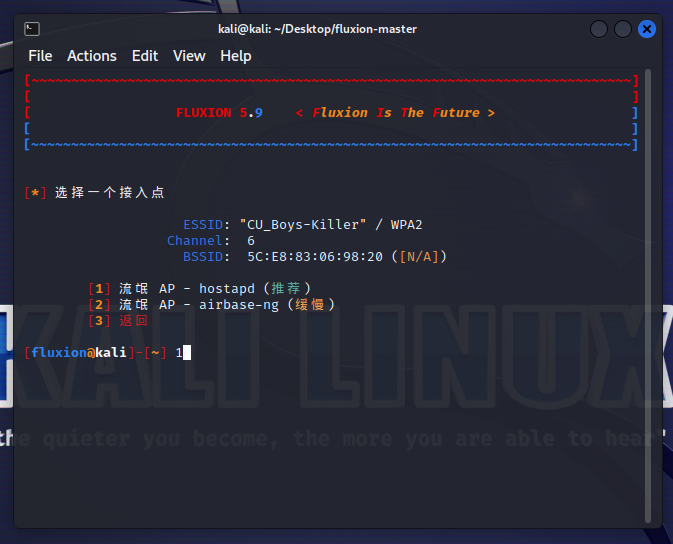 kali@kali: ~/Desktop/fluxion-master
File Actions Edit View Help
[~~~~~~~~~~~~~~~~~~~~~~~~~~~~~~~~~~~~~~~~~~~~~~~~~~~~~~~~~~~~~~~~~~~~~~~~~~]
[ ]
[ FLUXION 5.9 < Fluxion Is The Future > ]
[ ]
[~~~~~~~~~~~~~~~~~~~~~~~~~~~~~~~~~~~~~~~~~~~~~~~~~~~~~~~~~~~~~~~~~~~~~~~~~~]
[*] 选择一个接入点
ESSID: "CU_Boys-Killer" / WPA2
Channel: 6
BSSID: 5C:E8:83:06:98:20 ([N/A])
[1] 流氓 AP - hostapd (推荐)
[2] 流氓 AP - airbase-ng (缓慢)
[3] 返回
[fluxion@kali]-[~] 1
KALI LINUX
the quieter you become, the more you are able to hear"